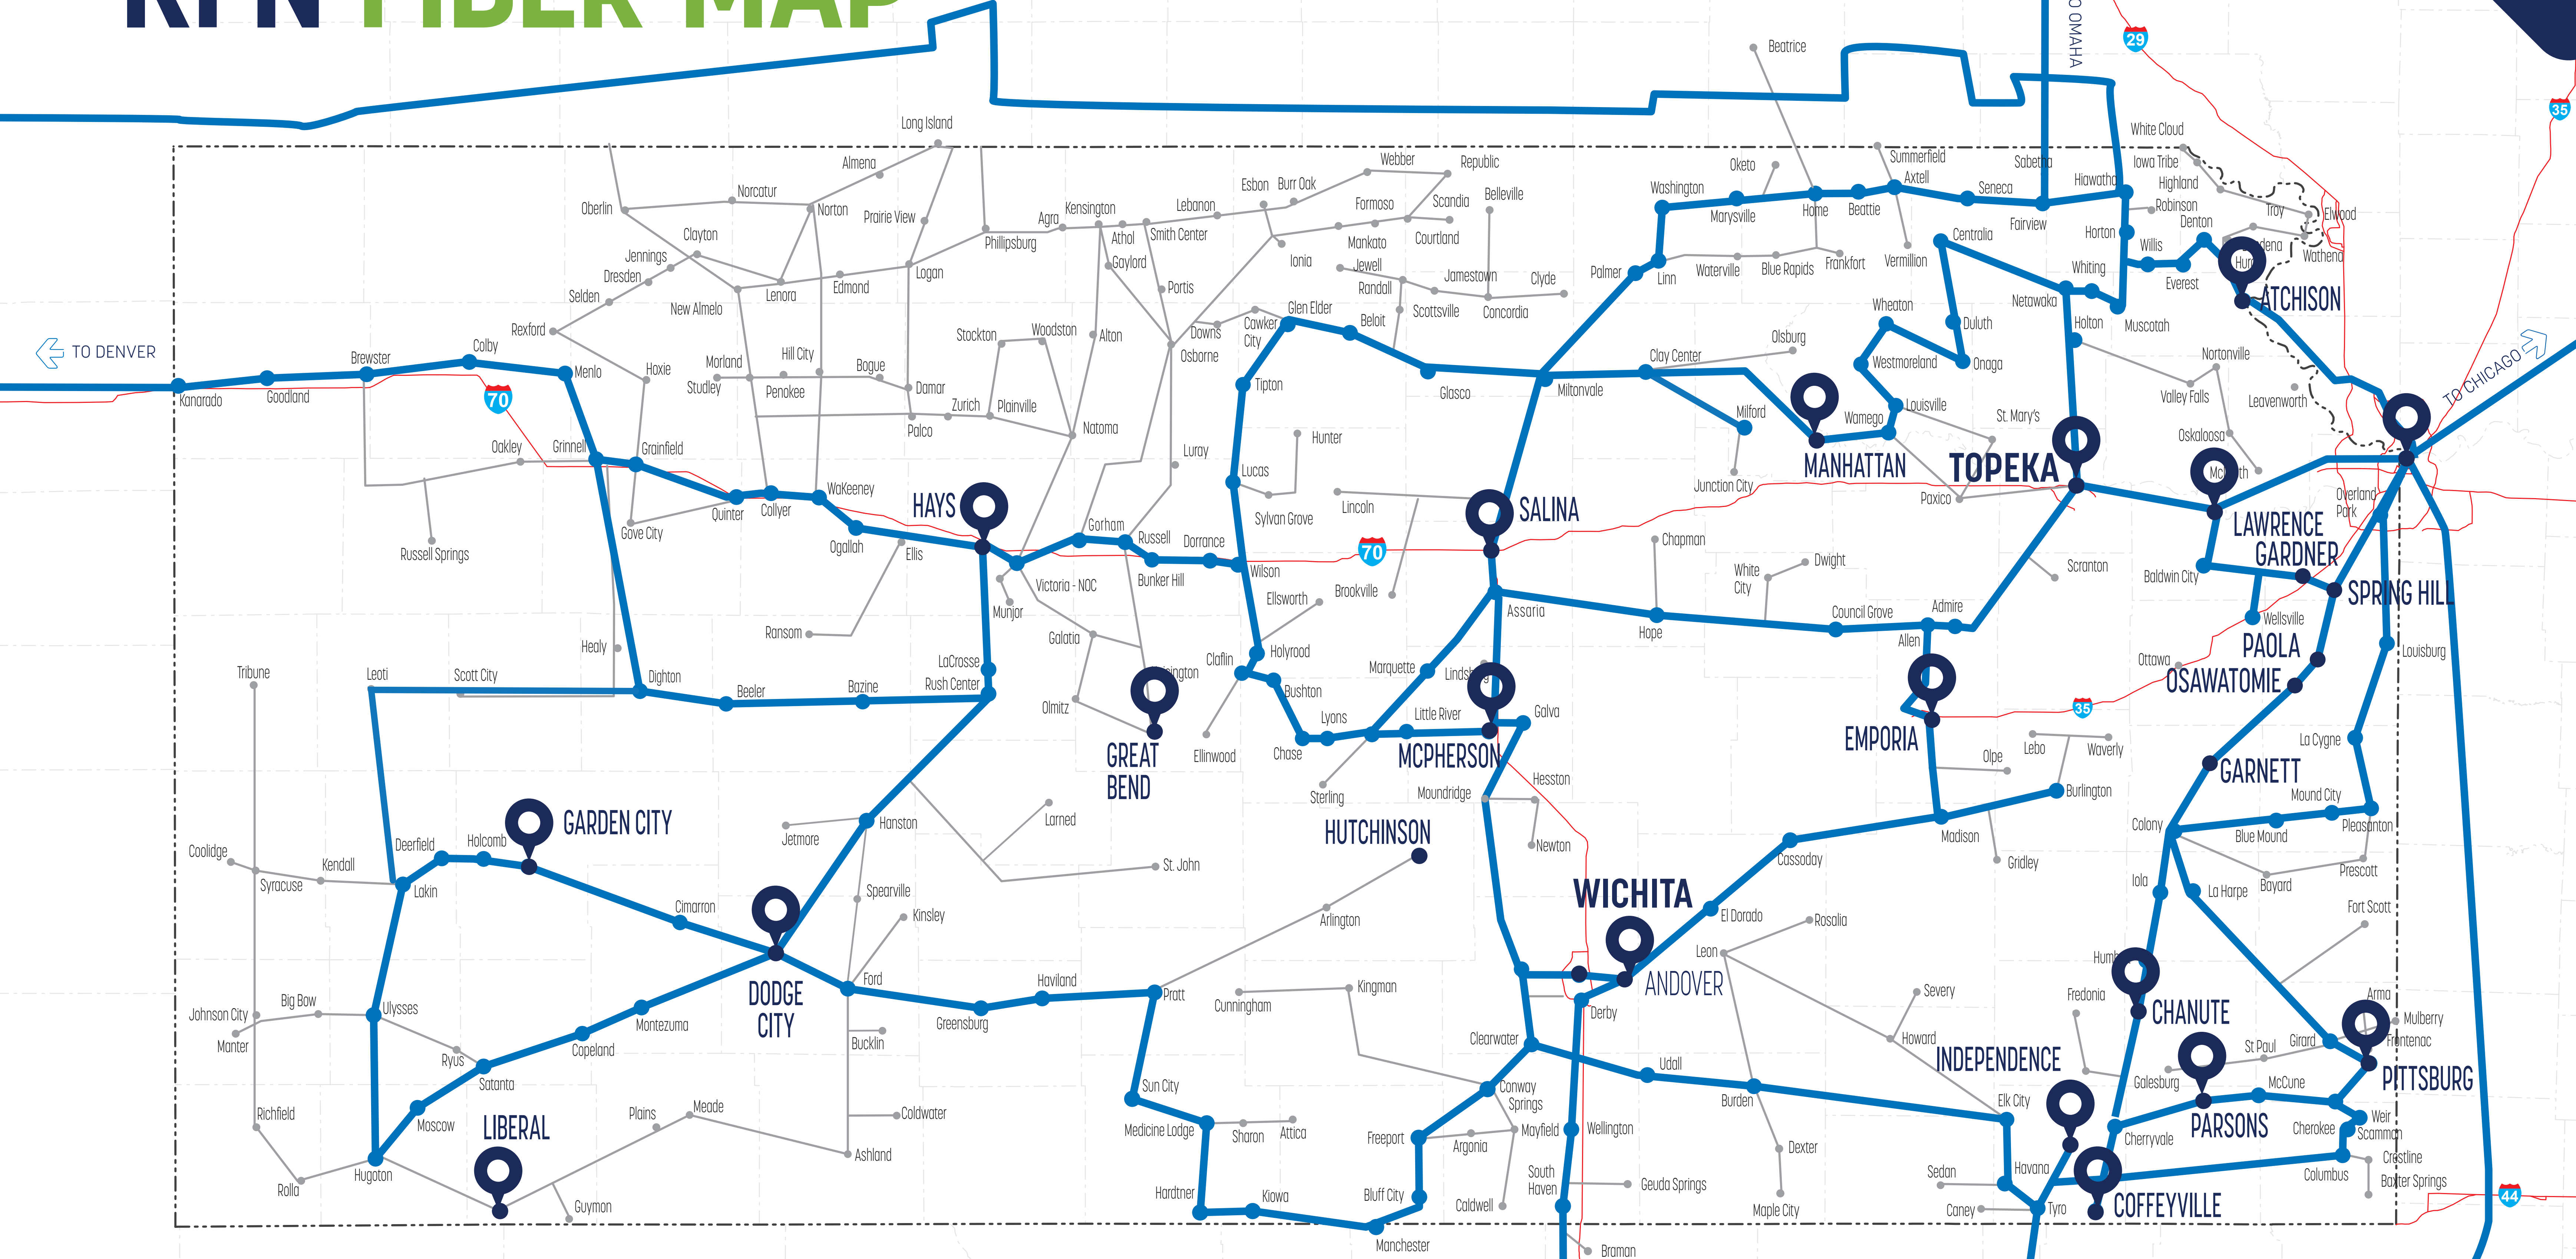 KFN FIBER MAP
TO OMAHA
29
35
Beatrice
Long Island
White Cloud
Almena
Webber
Republic
Oketo
Summerfield
Sabetha
Iowa Tribe
Norcatur
Esbon
Burr Oak
Belleville
Washington
Axtell
Seneca
Hiawatha
Highland
Oberlin
Norton
Prairie View
Kensington
Lebanon
Formoso
Scandia
Marysville
Home
Beattie
Robinson
Troy
Elwood
Clayton
Phillipsburg
Agra
Athol
Smith Center
Mankato
Courtland
Fairview
Horton
Denton
Jennings
Ionia
Centralia
Willis
Wathena
Dresden
Logan
Gaylord
Jewell
Palmer
Linn
Waterville
Blue Rapids
Frankfort
Vermillion
Whiting
Selden
New Almelo
Lenora
Edmond
Portis
Randall
Jamestown
Clyde
Netawaka
Everest
ATCHISON
Rexford
Stockton
Woodston
Alton
Downs
Cawker
City
Glen Elder
Beloit
Scottsville
Concordia
Wheaton
Duluth
Holton
Muscotah
TO DENVER
Brewster
Colby
Menlo
Hoxie
Morland
Hill City
Bogue
Osborne
Olsburg
Westmoreland
Onaga
Nortonville
TO CHICAGO
Kanarado
Goodland
70
Studley
Penokee
Damar
Zurich
Plainville
Tipton
Glasco
Miltonvale
Clay Center
Milford
Wamego
Louisville
St. Mary's
Valley Falls
Leavenworth
Oakley
Grinnell
Grainfield
Palco
Natoma
Hunter
Oskaloosa
Luray
Lucas
MANHATTAN
TOPEKA
Quinter
Collyer
WaKeeney
HAYS
Sylvan Grove
Lincoln
SALINA
Junction City
Paxico
Overland
Park
LAWRENCE
Russell Springs
Gove City
Ogallah
Ellis
Gorham
Russell
Dorrance
70
Chapman
GARDNER
Victoria - NOC
Bunker Hill
Wilson
White
City
Dwight
Scranton
Baldwin City
SPRING HILL
Munjor
Ellsworth
Brookville
Assaria
Council Grove
Admire
Wellsville
Ransom
Galatia
Hope
Allen
PAOLA
Louisburg
Healy
LaCrosse
Claflin
Holyrood
Marquette
Ottawa
OSAWATOMIE
Tribune
Leoti
Scott City
Dighton
Beeler
Bazine
Rush Center
Bushton
Olmitz
Lyons
Little River
Galva
35
GREAT
BEND
Ellinwood
Chase
MCPHERSON
EMPORIA
Lebo
Waverly
La Cygne
Sterling
Moundridge
Hesston
Olpe
GARNETT
GARDEN CITY
Hanston
Larned
HUTCHINSON
Burlington
Mound City
Deerfield
Holcomb
Jetmore
Newton
Madison
Colony
Blue Mound
Pleasanton
Coolidge
Kendall
St. John
Cassoday
Gridley
Prescott
Syracuse
Lakin
Spearville
WICHITA
Iola
La Harpe
Bayard
Cimarron
Kinsley
Arlington
El Dorado
Rosalia
Fort Scott
Leon
DODGE
CITY
Ford
Haviland
Pratt
Cunningham
Kingman
ANDOVER
Severy
Fredonia
Arma
Johnson City
Big Bow
Ulysses
Montezuma
Greensburg
Derby
CHANUTE
Mulberry
Manter
Copeland
Bucklin
Clearwater
Howard
INDEPENDENCE
St Paul
Girard
Frontenac
Ryus
Satanta
Sun City
Conway
Springs
Udall
Galesburg
McCune
PITTSBURG
Richfield
Moscow
LIBERAL
Plains
Meade
Coldwater
Medicine Lodge
Sharon
Attica
Freeport
Argonia
Mayfield
Wellington
Burden
Elk City
Cherryvale
PARSONS
Weir
Cherokee
Scamman
Ashland
Dexter
Crestline
Rolla
Hugoton
South
Haven
Geuda Springs
Sedan
Havana
Columbus
Baxter Springs
Guymon
Hardtner
Kiowa
Bluff City
Caldwell
Maple City
Caney
Tyro
COFFEYVILLE
44
Manchester
Braman